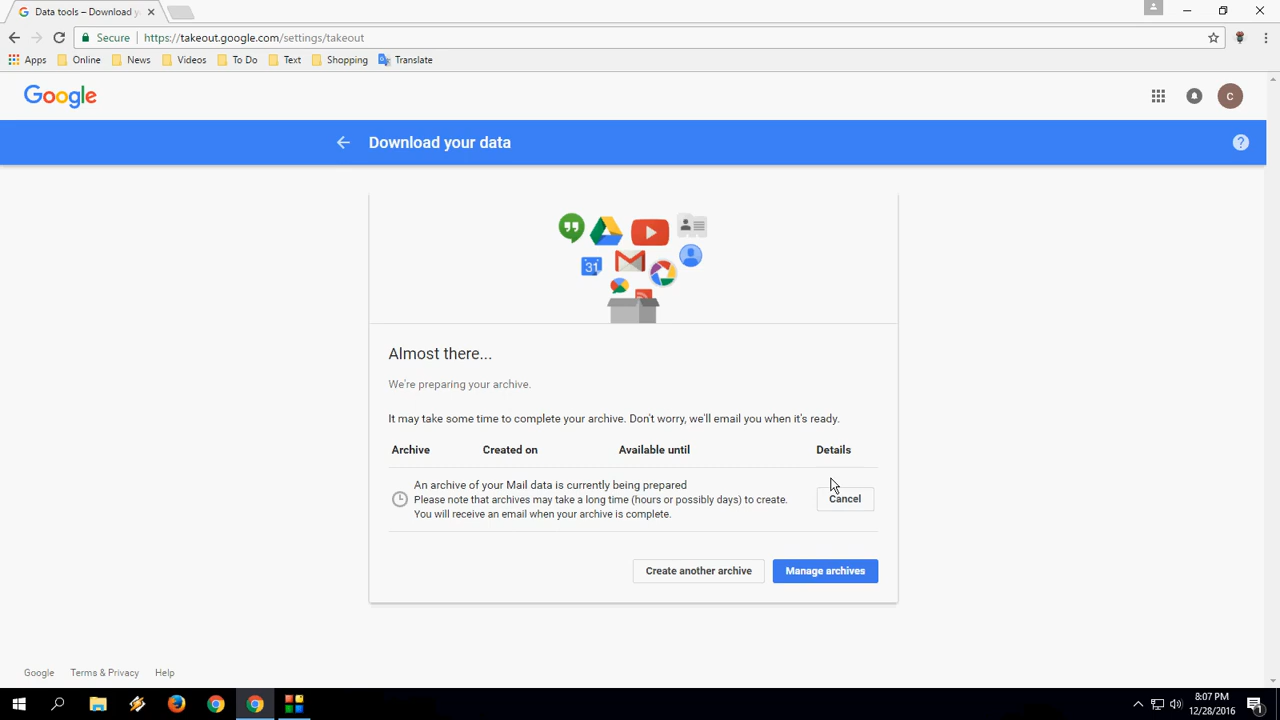 Data tools – Download y
Secure
https://takeout.google.com/settings/takeout
Apps Online News Videos To Do Text Shopping Translate
Google
C
Download your data
?
31
Almost there...
We're preparing your archive.
It may take some time to complete your archive. Don't worry, we'll email you when it's ready.
Archive Created on Available until Details
An archive of your Mail data is currently being prepared
Please note that archives may take a long time (hours or possibly days) to create.
You will receive an email when your archive is complete.
Cancel
Create another archive Manage archives
Google Terms & Privacy Help
8:07 PM
12/28/2016
1